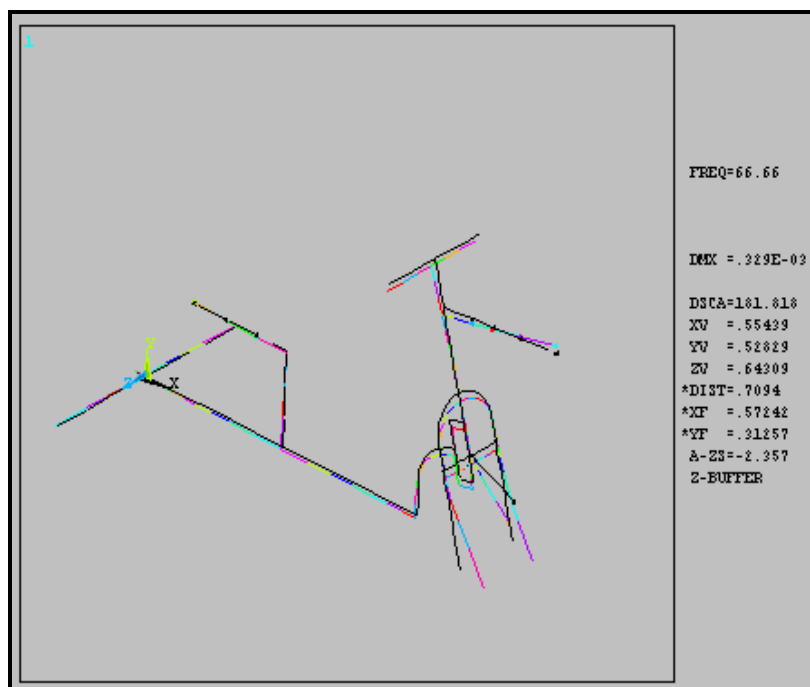 1
FREQ=66.66
DMX =.329E-03
DSCA=181.818
XV =.55439
YV =.52829
ZV =.64309
*DIST=.7094
*XF =.57242
*YF =.31257
A-ZS=-2.357
Z-BUFFER
Y
Z X